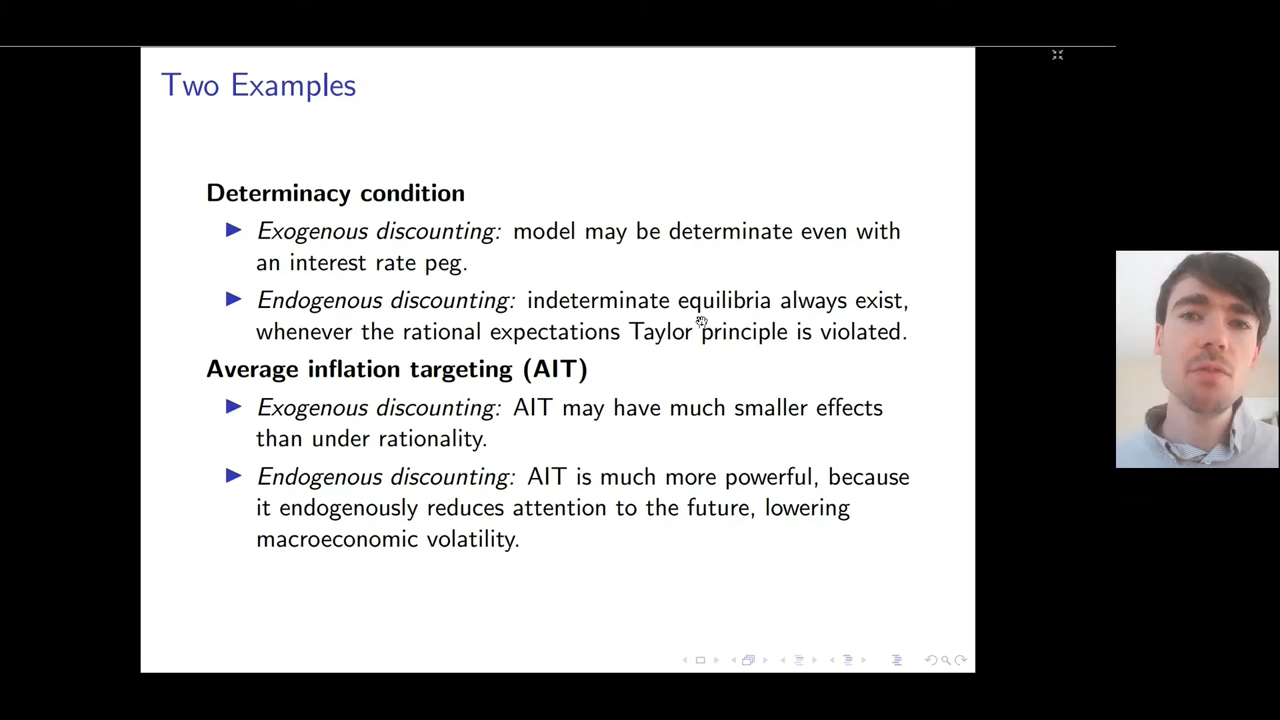 Two Examples
Determinacy condition
Exogenous discounting: model may be determinate even with
an interest rate peg.
Endogenous discounting: indeterminate equilibria always exist,
whenever the rational expectations Taylor principle is violated.
Average inflation targeting (AIT)
Exogenous discounting: AIT may have much smaller effects
than under rationality.
Endogenous discounting: AIT is much more powerful, because
it endogenously reduces attention to the future, lowering
macroeconomic volatility.